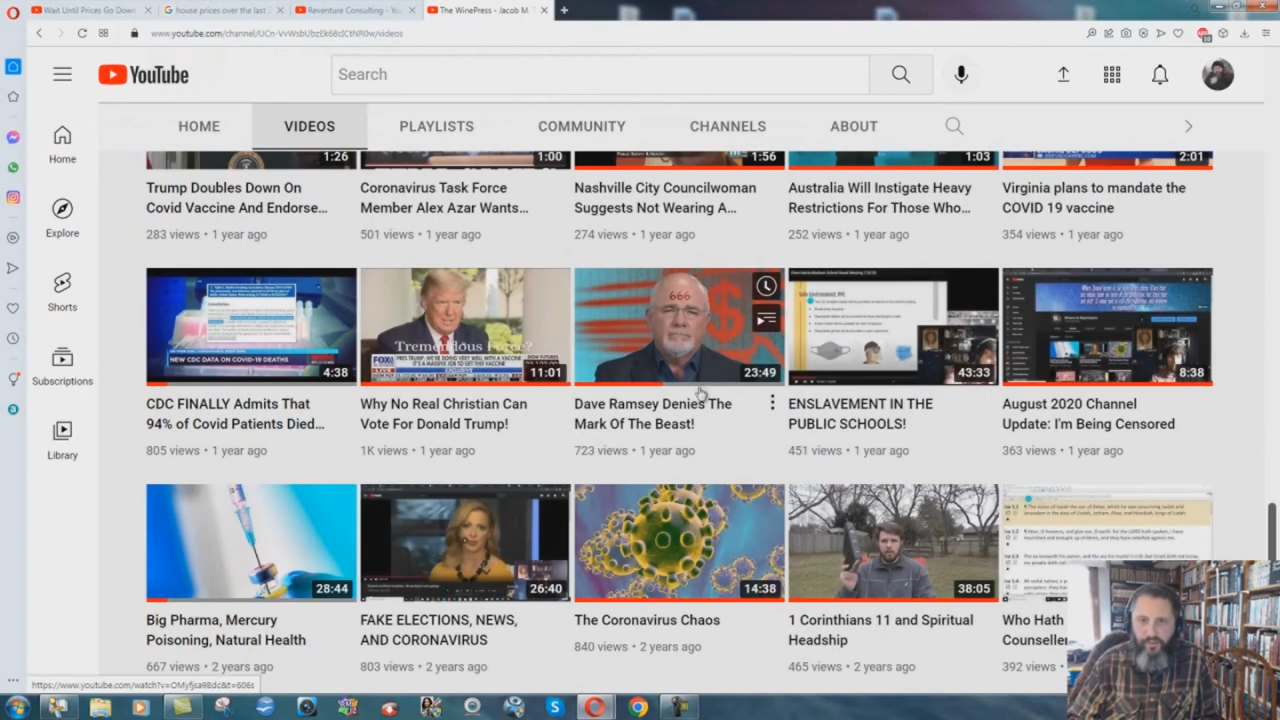 Wait Until Prices Go Down
house prices over the last
Reventure Consulting - You
The WinePress - Jacob M. T
YouTube
Search
HOME
VIDEOS
PLAYLISTS
COMMUNITY
CHANNELS
ABOUT
Home
Explore
Shorts
Subscriptions
Library
1:26
1:00
1:56
1:03
2:01
Trump Doubles Down On
Covid Vaccine And Endorse...
283 views • 1 year ago
Coronavirus Task Force
Member Alex Azar Wants...
501 views • 1 year ago
Nashville City Councilwoman
Suggests Not Wearing A...
274 views • 1 year ago
Australia Will Instigate Heavy
Restrictions For Those Who...
252 views • 1 year ago
Virginia plans to mandate the
COVID 19 vaccine
354 views • 1 year ago
NEW CDC DATA ON COVID-19 DEATHS
4:38
Tremendous Force?
FOX
11:01
666
23:49
43:33
8:38
CDC FINALLY Admits That
94% of Covid Patients Died...
805 views • 1 year ago
Why No Real Christian Can
Vote For Donald Trump!
1K views • 1 year ago
Dave Ramsey Denies The
Mark Of The Beast!
723 views • 1 year ago
ENSLAVEMENT IN THE
PUBLIC SCHOOLS!
451 views • 1 year ago
August 2020 Channel
Update: I'm Being Censored
363 views • 1 year ago
28:44
26:40
14:38
38:05
Big Pharma, Mercury
Poisoning, Natural Health
667 views • 2 years ago
FAKE ELECTIONS, NEWS,
AND CORONAVIRUS
803 views • 2 years ago
The Coronavirus Chaos
840 views • 2 years ago
1 Corinthians 11 and Spiritual
Headship
465 views • 2 years ago
Who Hath
Counseller
392 views •